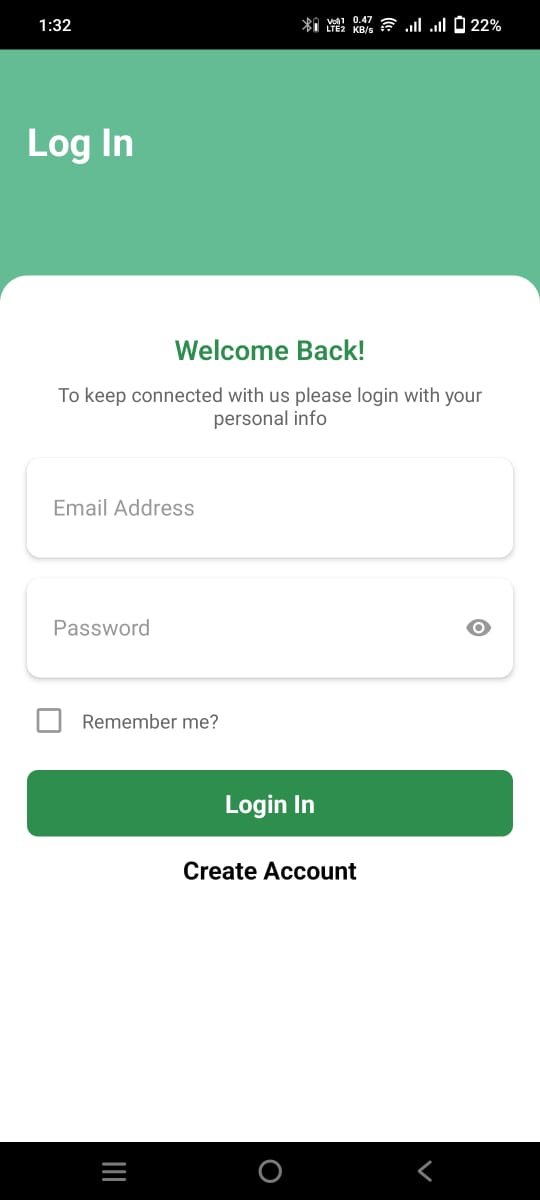 1:32
Vo)) 1
LTE2
0.47
KB/s
22%
Log In
Welcome Back!
To keep connected with us please login with your
personal info
Email Address
Password
Remember me?
Login In
Create Account